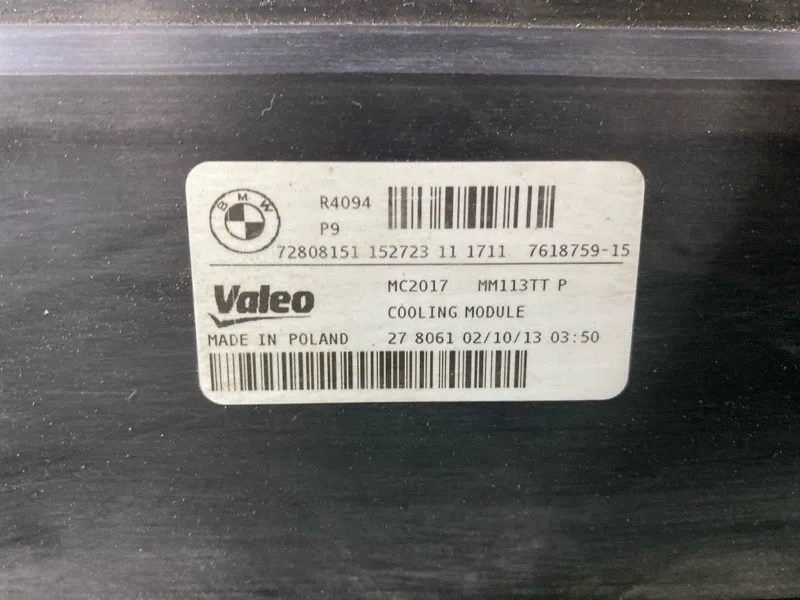 BMW
R4094
P9
72808151 152723 11 1711 7618759-15
Valeo
MC2017 MM113TT P
COOLING MODULE
MADE IN POLAND 27 8061 02/10/13 03:50